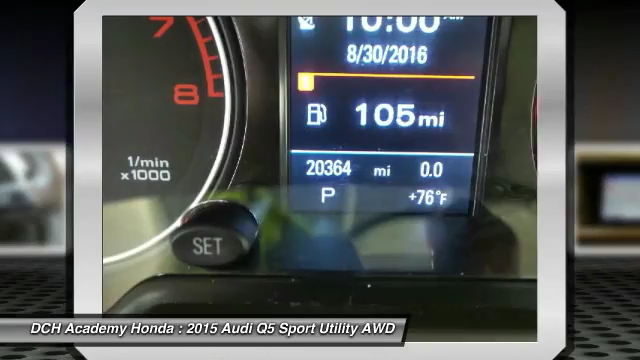 7
8
1/min
x1000
SET
10:00
8/30/2016
105 mi
20364 mi 0.0
P +76°F
DCH Academy Honda : 2015 Audi Q5 Sport Utility AWD